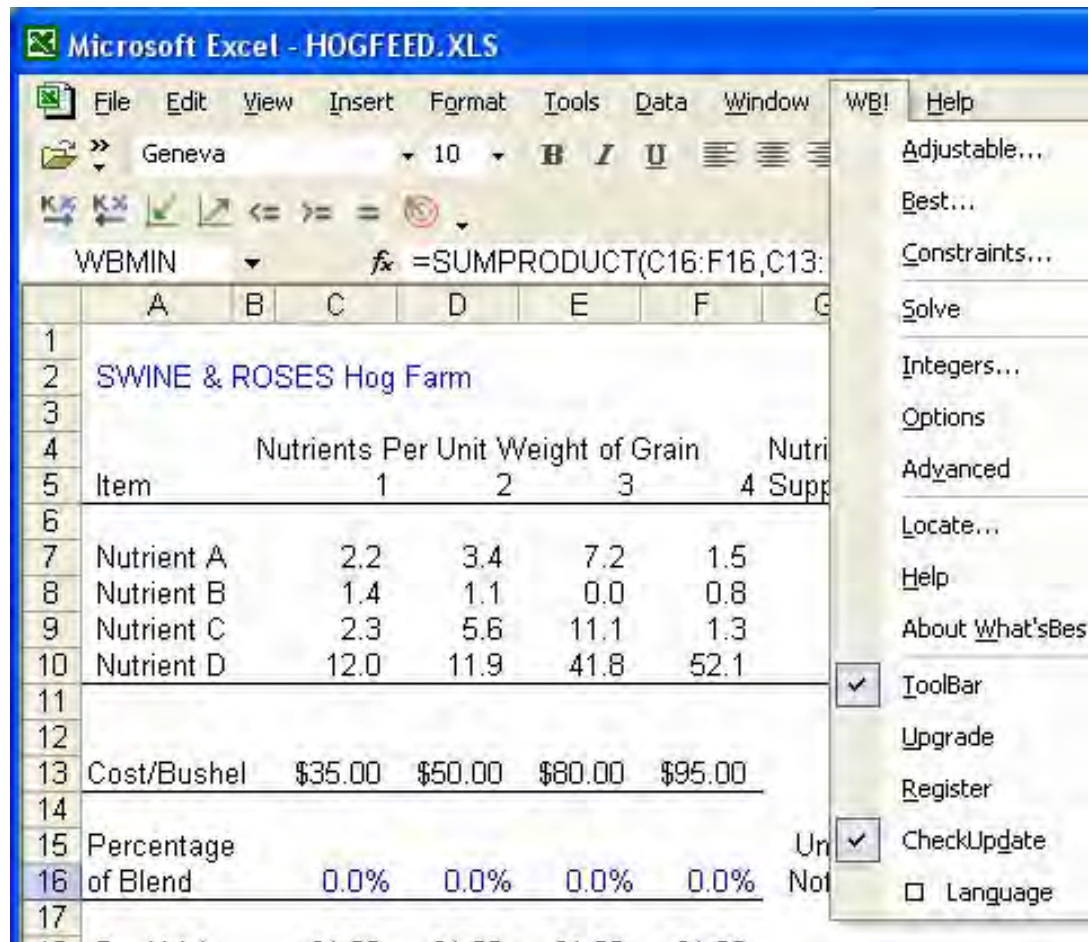 Microsoft Excel - HOGFEED.XLS
File Edit View Insert Format Tools Data Window WB! Help
Geneva 10 B I U
<= >= =
WBMIN fx =SUMPRODUCT(C16:F16,C13:
A B C D E F
1
2 SWINE & ROSES Hog Farm
3
4 Nutrients Per Unit Weight of Grain
5 Item 1 2 3 4
6
7 Nutrient A 2.2 3.4 7.2 1.5
8 Nutrient B 1.4 1.1 0.0 0.8
9 Nutrient C 2.3 5.6 11.1 1.3
10 Nutrient D 12.0 11.9 41.8 52.1
11
12
13 Cost/Bushel $35.00 $50.00 $80.00 $95.00
14
15 Percentage
16 of Blend 0.0% 0.0% 0.0% 0.0%
17
Adjustable...
Best...
Constraints...
Solve
Integers...
Options
Advanced
Locate...
Help
About What'sBes
ToolBar
Upgrade
Register
CheckUpdate
Language